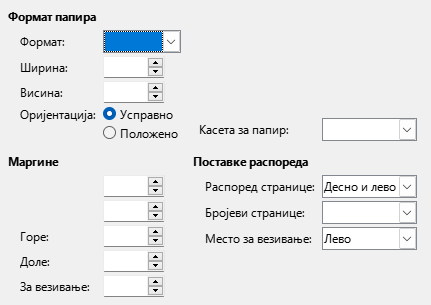 Формат папира
Формат:
Ширина:
Висина:
Оријентација: Усправно
Положено
Касета за папир:
Маргине
Горе:
Доле:
За везивање:
Поставке распореда
Распоред странице: Десно и лево
Бројеви странице:
Место за везивање: Лево